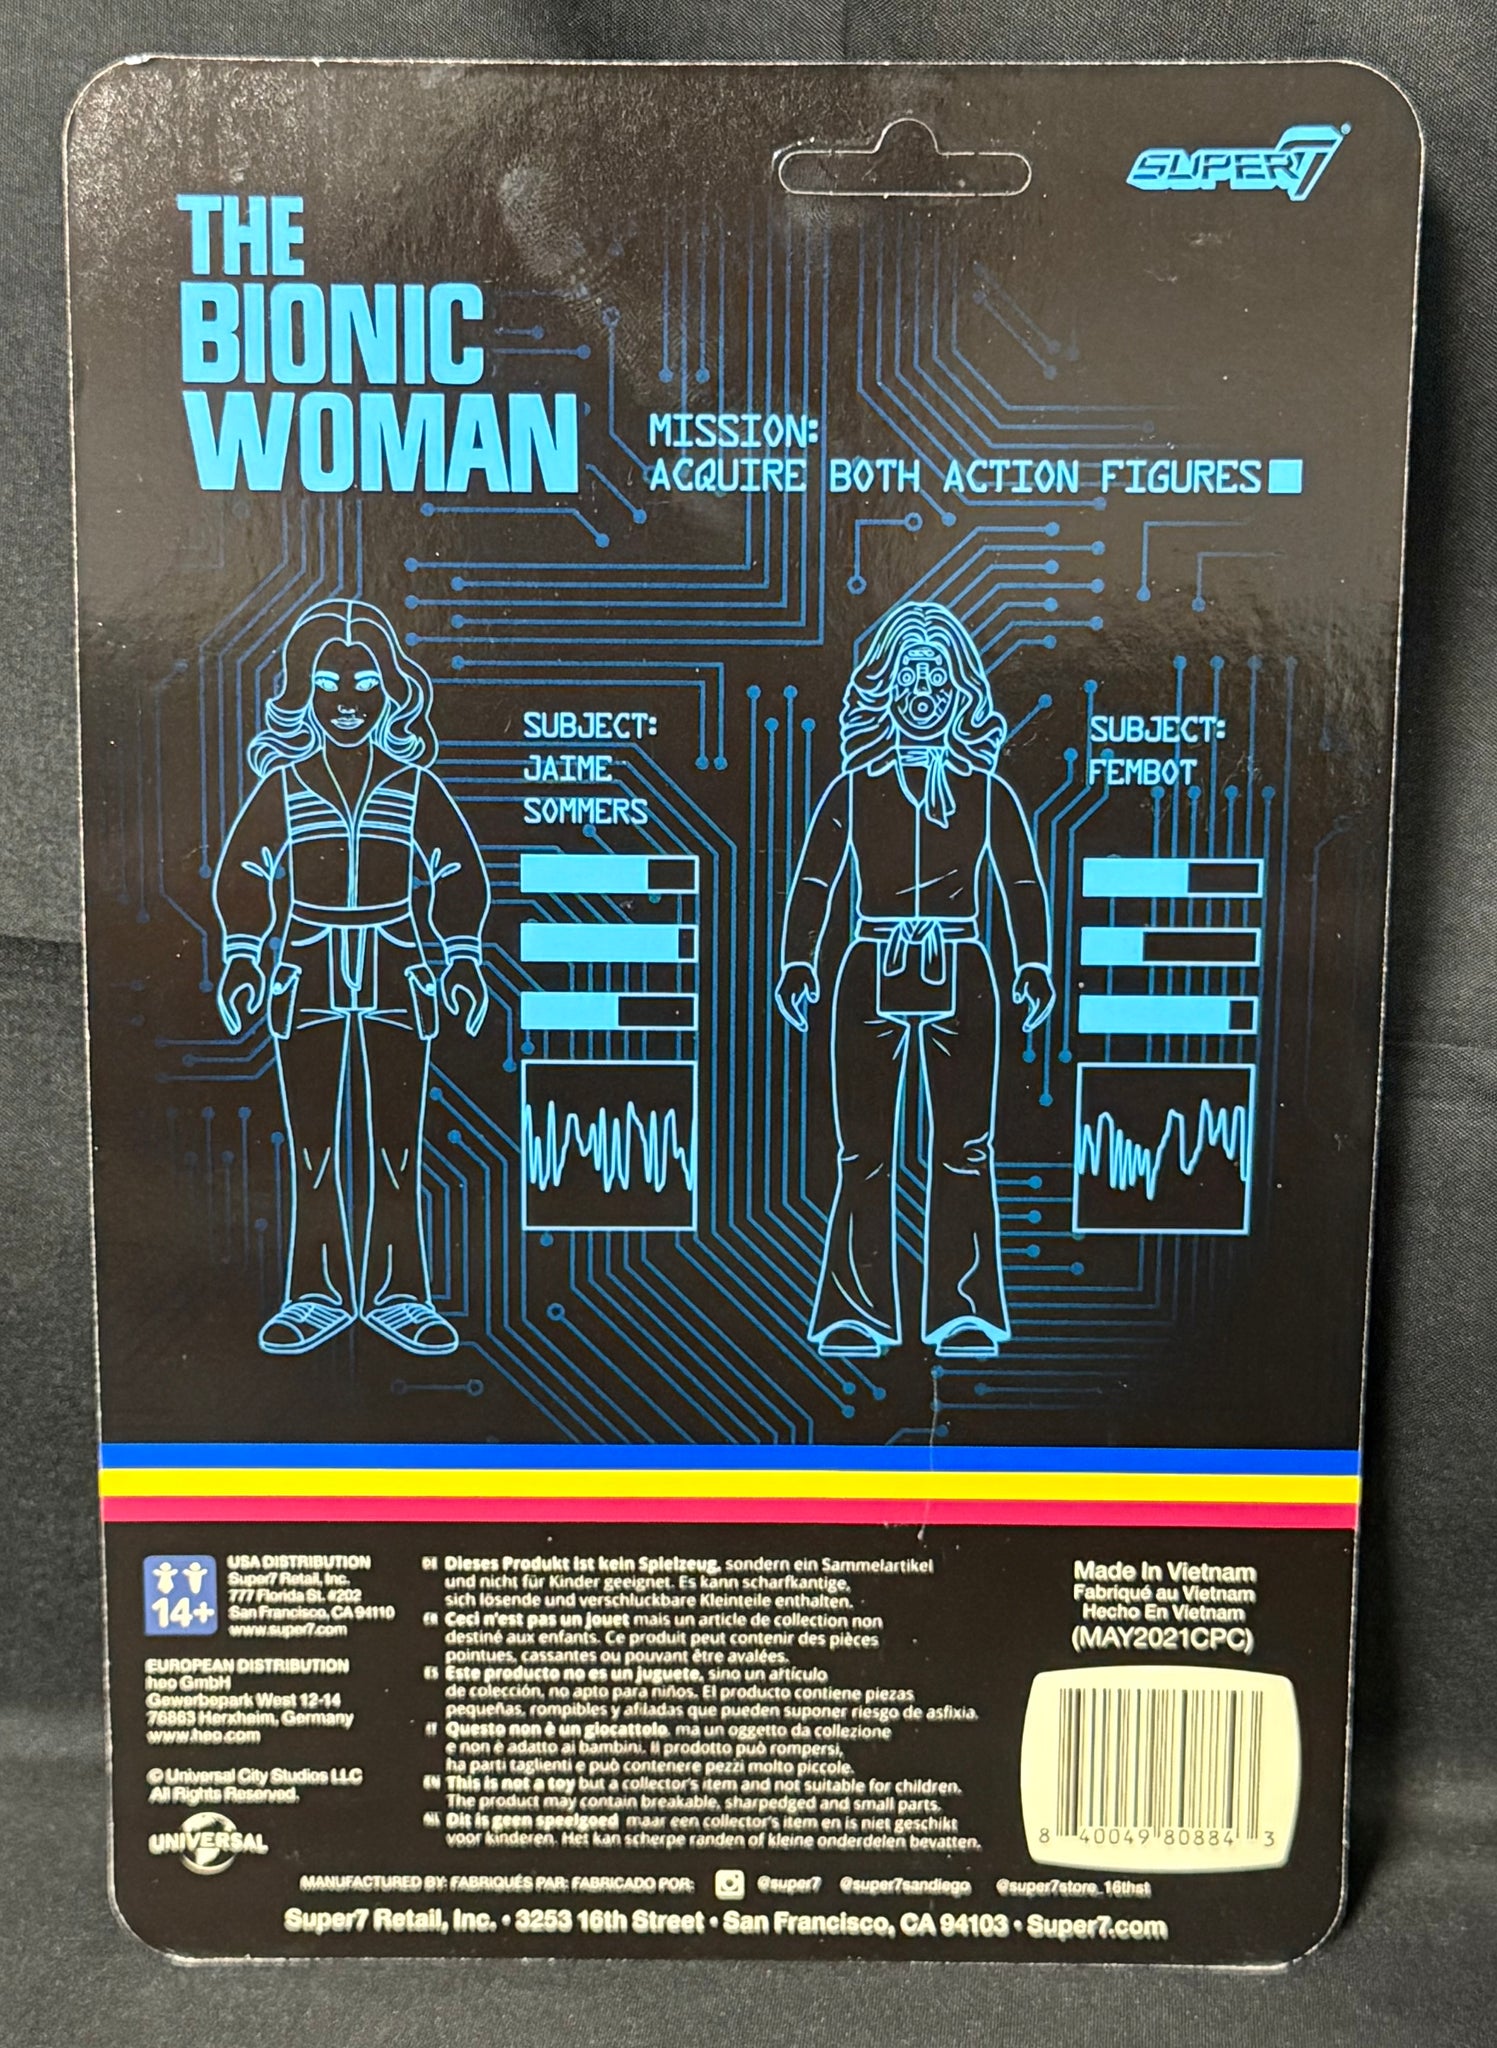 SUPER7
THE
BIONIC
WOMAN
MISSION:
ACQUIRE BOTH ACTION FIGURES
SUBJECT:
JAIME
SOMMERS
SUBJECT:
FEMBOT
14+
USA DISTRIBUTION
Super7 Retail, Inc.
777 Florida St. #202
San Francisco, CA 94110
www.super7.com
EUROPEAN DISTRIBUTION
heo GmbH
Gewerbepark West 12-14
76863 Herxheim, Germany
www.heo.com
© Universal City Studios LLC
All Rights Reserved.
UNIVERSAL
DE Dieses Produkt ist kein Spielzeug, sondern ein Sammelartikel
und nicht für Kinder geeignet. Es kann scharfkantige,
sich lösende und verschluckbare Kleinteile enthalten.
FR Ceci n'est pas un jouet mais un article de collection non
destiné aux enfants. Ce produit peut contenir des pièces
pointues, cassantes ou pouvant être avalées.
ES Este producto no es un juguete, sino un artículo
de colección, no apto para niños. El producto contiene piezas
pequeñas, rompibles y afiladas que pueden suponer riesgo de asfixia.
IT Questo non è un giocattolo, ma un oggetto da collezione
e non è adatto ai bambini. Il prodotto può rompersi,
ha parti taglienti e può contenere pezzi molto piccole.
EN This is not a toy but a collector's item and not suitable for children.
The product may contain breakable, sharpedged and small parts.
NL Dit is geen speelgoed maar een collector's item en is niet geschikt
voor kinderen. Het kan scherpe randen of kleine onderdelen bevatten.
Made In Vietnam
Fabriqué au Vietnam
Hecho En Vietnam
(MAY2021CPC)
8 40049 80884 3
MANUFACTURED BY: FABRIQUÉS PAR: FABRICADO POR: @super7 @super7sandiego @super7store_16thst
Super7 Retail, Inc. • 3253 16th Street • San Francisco, CA 94103 • Super7.com